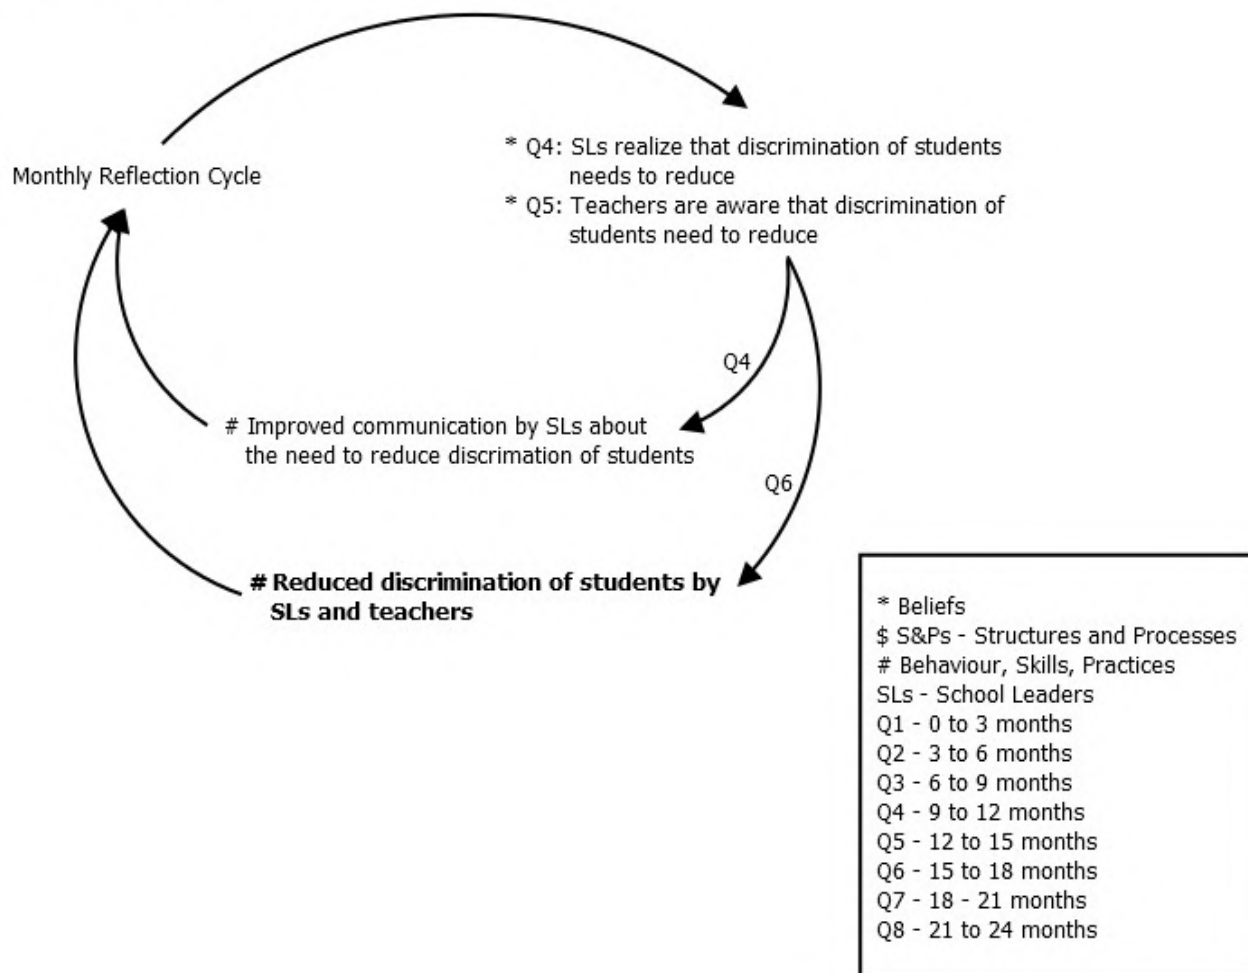 * Q4: SLs realize that discrimination of students
needs to reduce
* Q5: Teachers are aware that discrimination of
students need to reduce
Monthly Reflection Cycle
Q4
# Improved communication by SLs about
the need to reduce discrimation of students
Q6
# Reduced discrimination of students by
SLs and teachers
* Beliefs
$ S&Ps - Structures and Processes
# Behaviour, Skills, Practices
SLs - School Leaders
Q1 - 0 to 3 months
Q2 - 3 to 6 months
Q3 - 6 to 9 months
Q4 - 9 to 12 months
Q5 - 12 to 15 months
Q6 - 15 to 18 months
Q7 - 18 - 21 months
Q8 - 21 to 24 months